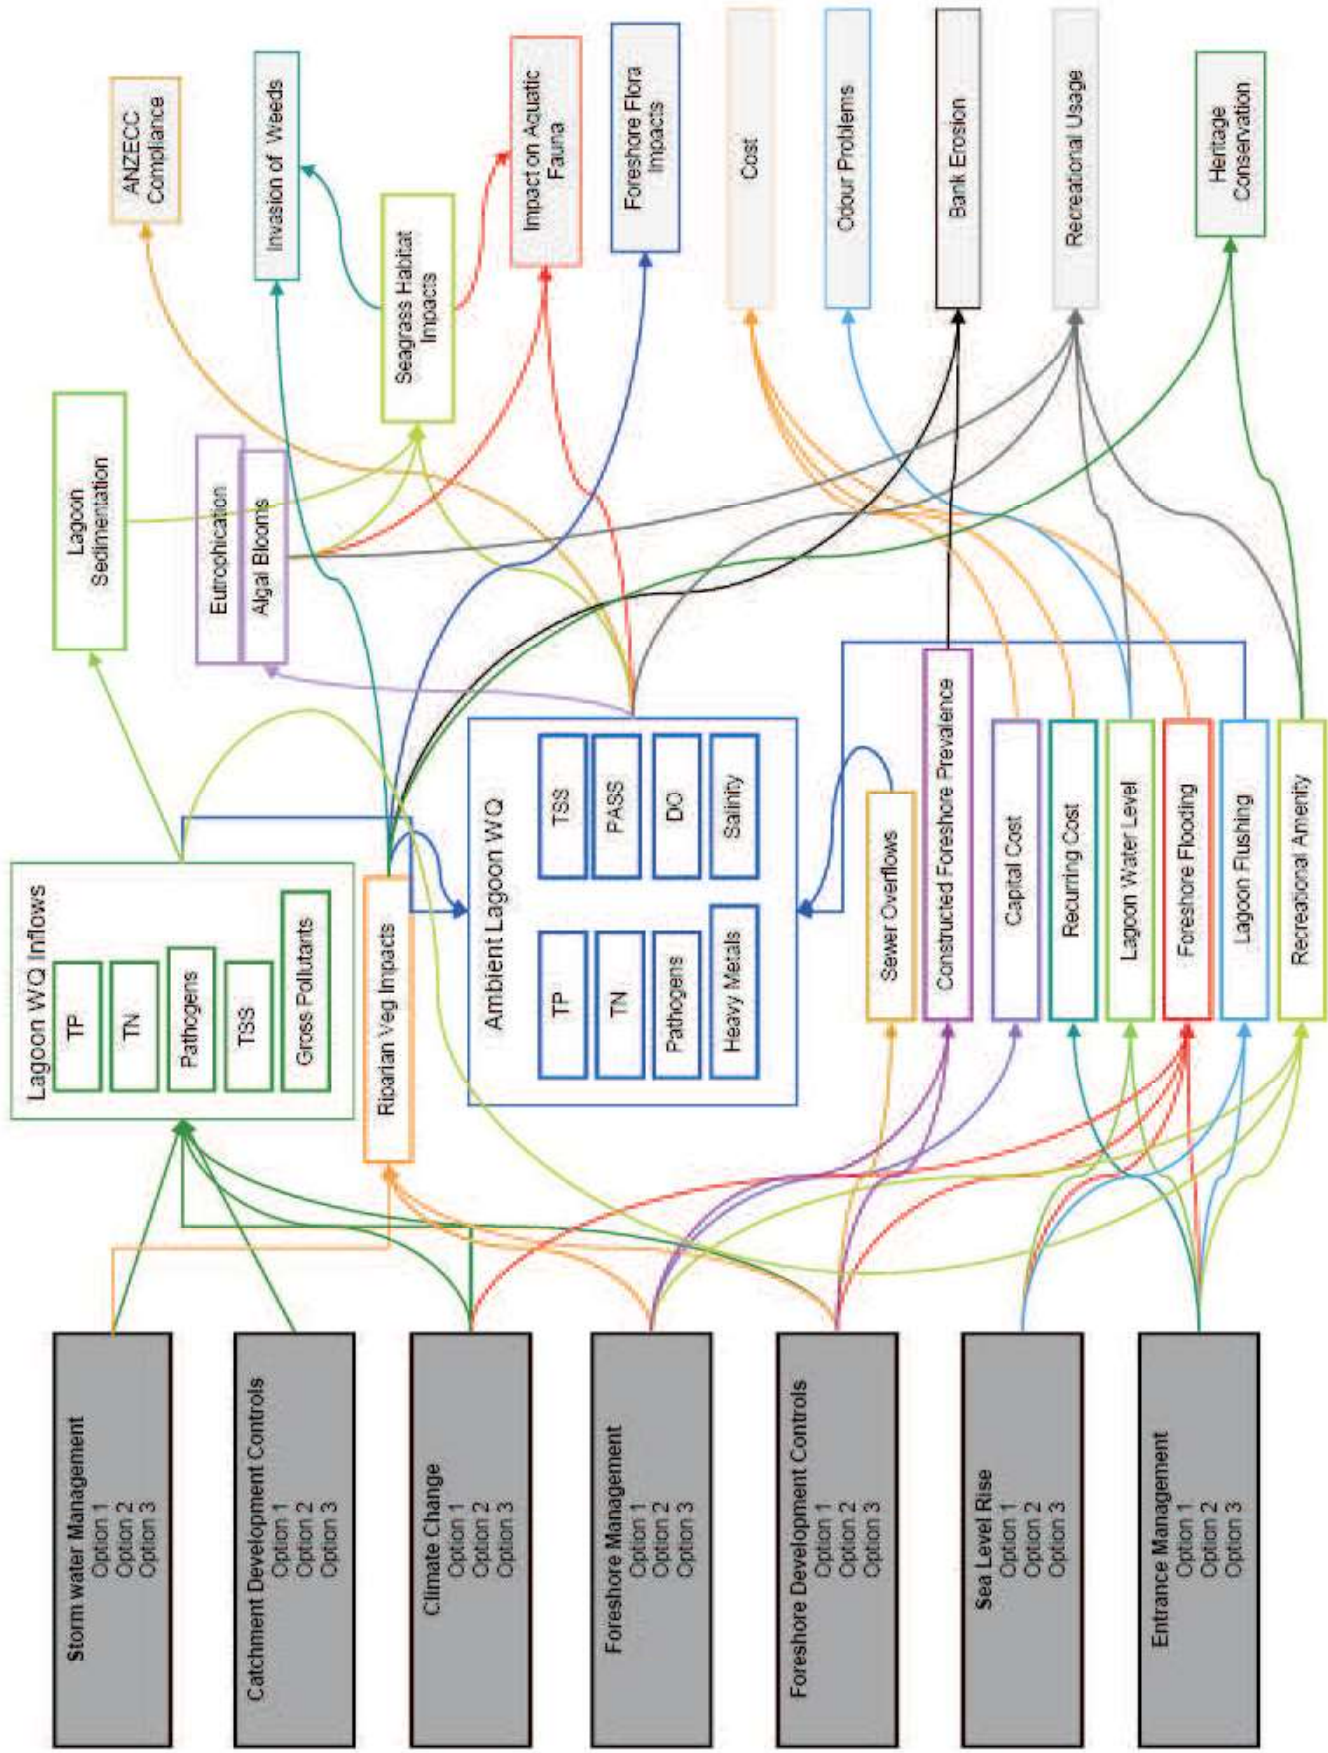 Storm water Management
Option 1
Option 2
Option 3
Catchment Development Controls
Option 1
Option 2
Option 3
Climate Change
Option 1
Option 2
Option 3
Foreshore Management
Option 1
Option 2
Option 3
Foreshore Development Controls
Option 1
Option 2
Option 3
Sea Level Rise
Option 1
Option 2
Option 3
Entrance Management
Option 1
Option 2
Option 3
Lagoon WQ Inflows
TP
TN
Pathogens
TSS
Gross Pollutants
Riparian Veg Impacts
Ambient Lagoon WQ
TP
TN
Pathogens
Heavy Metals
TSS
PASS
DO
Salinity
Sewer Overflows
Constructed Foreshore Prevalence
Capital Cost
Recurring Cost
Lagoon Water Level
Foreshore Flooding
Lagoon Flushing
Recreational Amenity
Lagoon
Sedimentation
Eutrophication
Algal Blooms
Seagrass Habitat
Impacts
ANZECC
Compliance
Invasion of Weeds
Impact on Aquatic
Fauna
Foreshore Flora
Impacts
Cost
Odour Problems
Bank Erosion
Recreational Usage
Heritage
Conservation